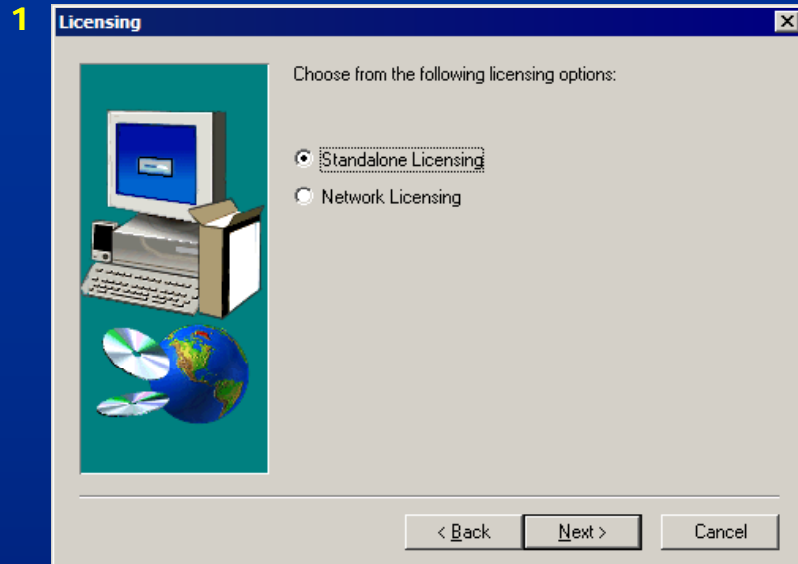 1
Licensing
Choose from the following licensing options:
Standalone Licensing
Network Licensing
< Back Next > Cancel